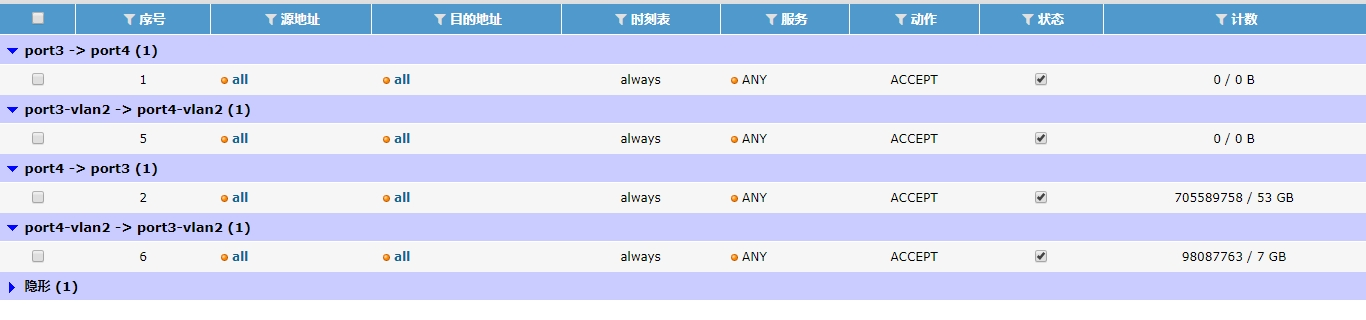 序号 源地址 目的地址 时刻表 服务 动作 状态 计数
port3 -> port4 (1)
1 all all always ANY ACCEPT 0 / 0 B
port3-vlan2 -> port4-vlan2 (1)
5 all all always ANY ACCEPT 0 / 0 B
port4 -> port3 (1)
2 all all always ANY ACCEPT 705589758 / 53 GB
port4-vlan2 -> port3-vlan2 (1)
6 all all always ANY ACCEPT 98087763 / 7 GB
隐形 (1)